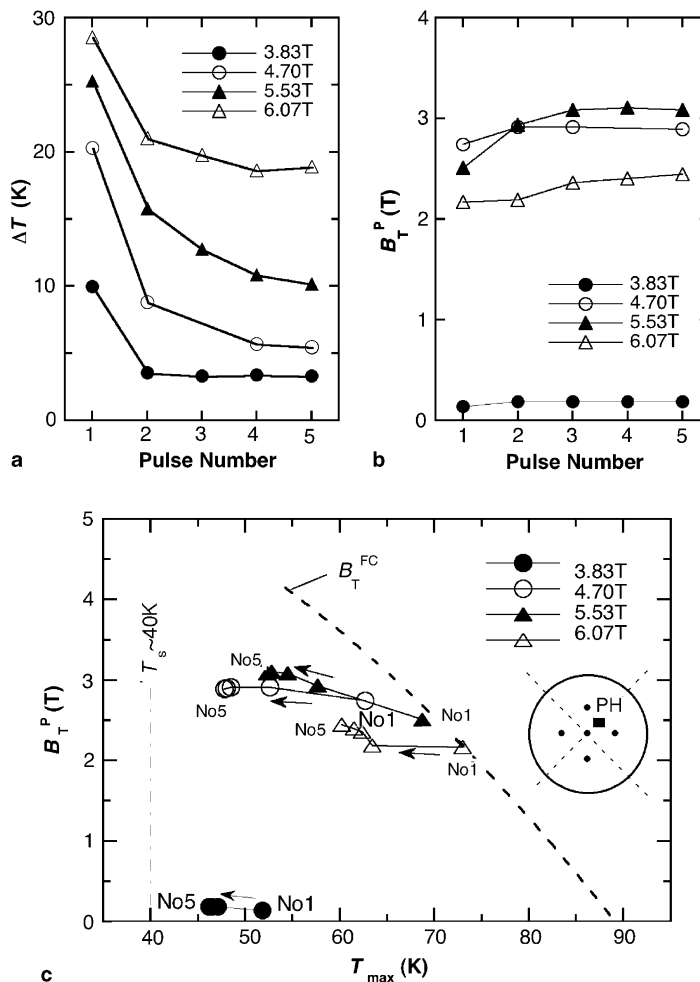 30
20
10
0
ΔT (K)
3.83T
4.70T
5.53T
6.07T
1 2 3 4 5
Pulse Number
a
4
3
2
1
0
B_T^P (T)
3.83T
4.70T
5.53T
6.07T
1 2 3 4 5
Pulse Number
b
5
4
3
2
1
0
B_T^P (T)
T_s~40K
B_T^FC
3.83T
4.70T
5.53T
6.07T
PH
No5
No5
No1
No5
No1
No1
No5
No1
40 50 60 70 80 90
T_max (K)
c